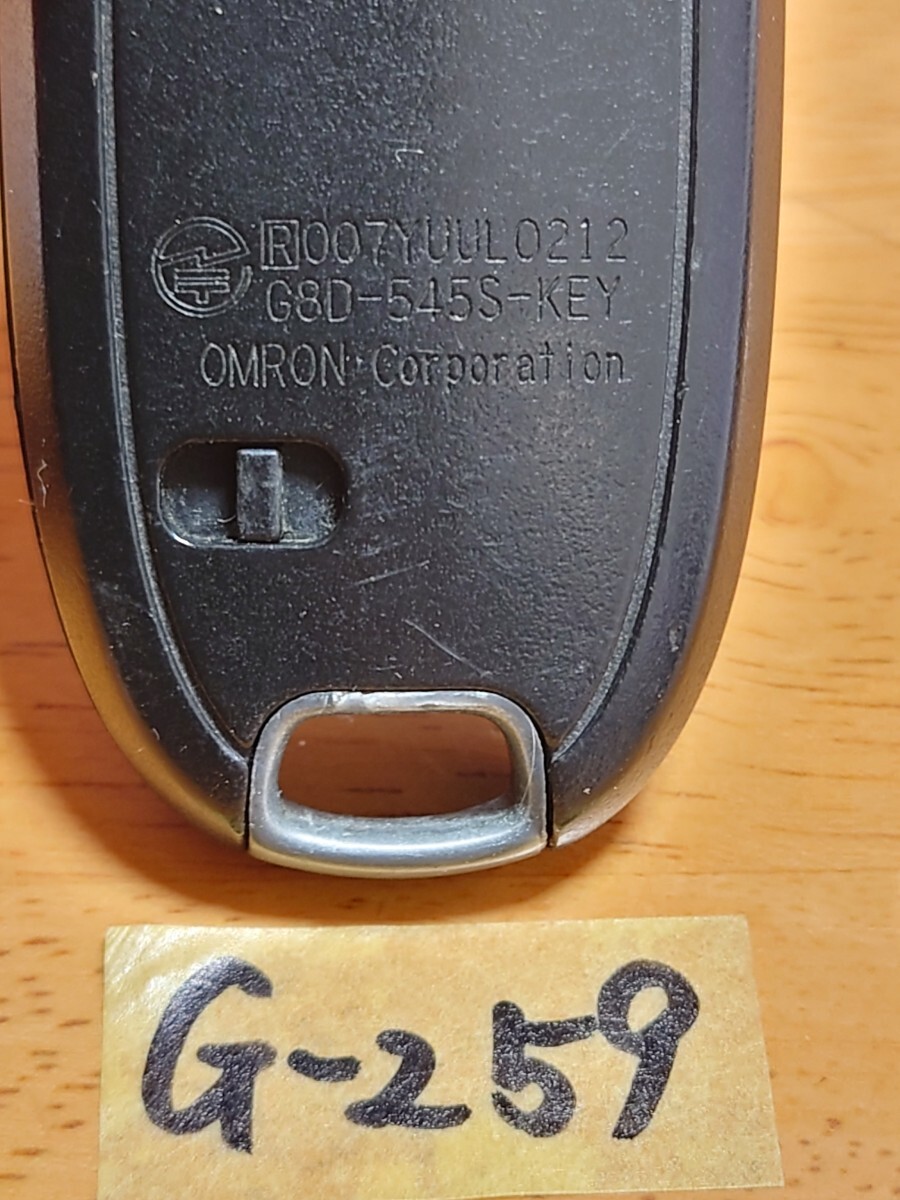 R007YUUL0212
G8D-545S-KEY
OMRON Corporation
G-259